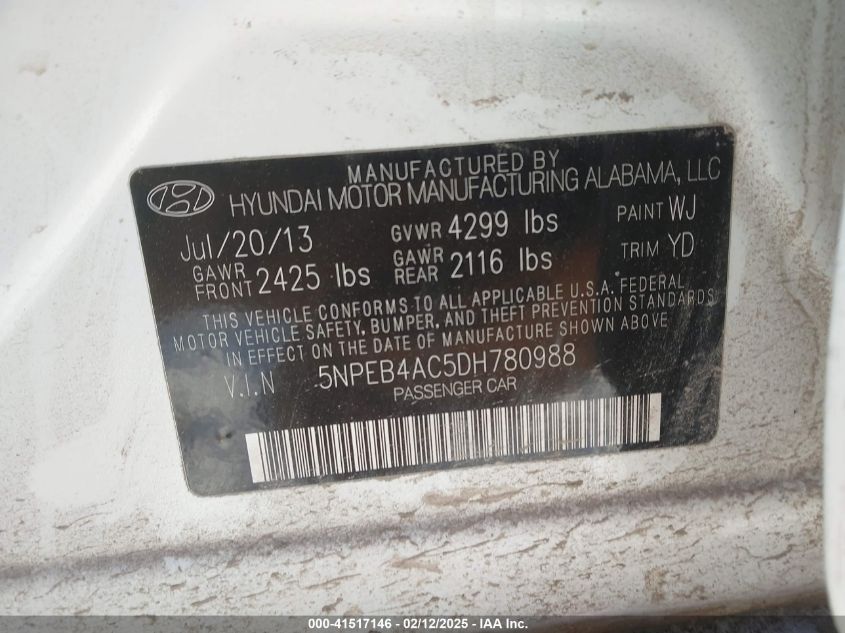 MANUFACTURED BY
HYUNDAI MOTOR MANUFACTURING ALABAMA, LLC
Jul/20/13 GVWR 4299 lbs PAINT WJ
GAWR FRONT 2425 lbs GAWR REAR 2116 lbs TRIM YD
THIS VEHICLE CONFORMS TO ALL APPLICABLE U.S.A. FEDERAL
MOTOR VEHICLE SAFETY, BUMPER, AND THEFT PREVENTION STANDARDS
IN EFFECT ON THE DATE OF MANUFACTURE SHOWN ABOVE
V.I.N 5NPEB4AC5DH780988
PASSENGER CAR
000-41517146 - 02/12/2025 - IAAI.com